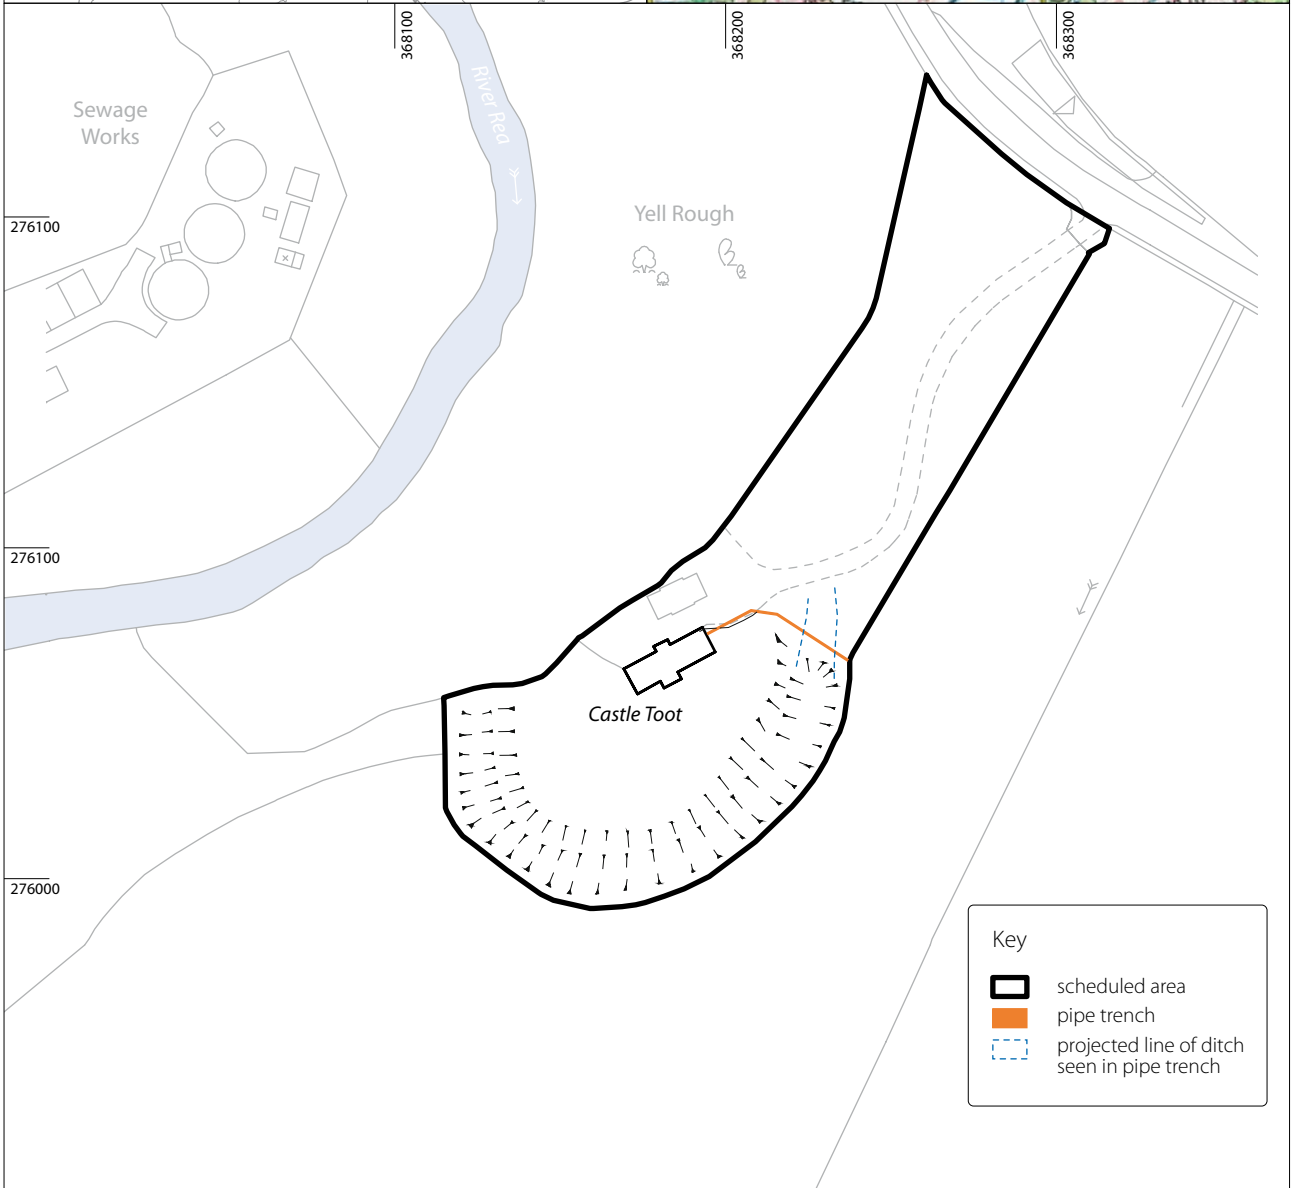 368100
368200
368300
Sewage
Works
River Rea
Yell Rough
276100
276100
Castle Toot
276000
Key
scheduled area
pipe trench
projected line of ditch
seen in pipe trench